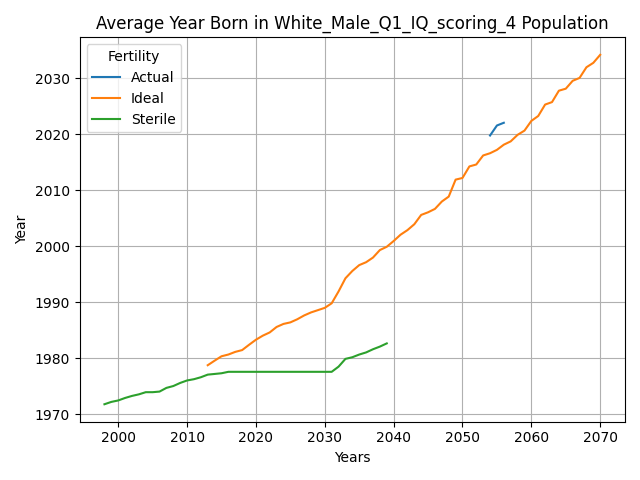 Average Year Born in White_Male_Q1_IQ_scoring_4 Population
Fertility
Actual
Ideal
Sterile
Year
2030
2020
2010
2000
1990
1980
1970
2000 2010 2020 2030 2040 2050 2060 2070
Years